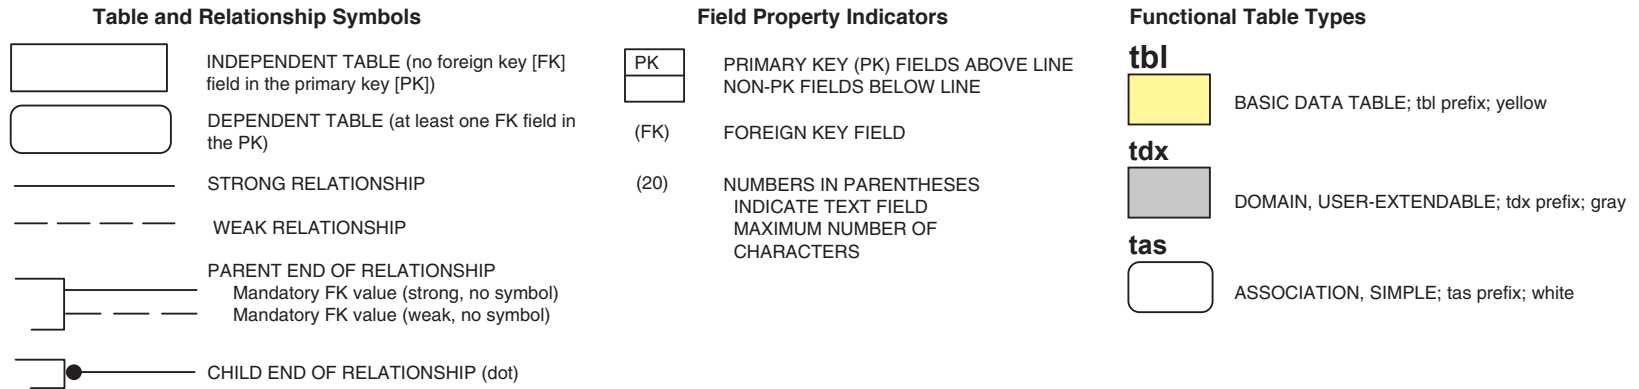 Table and Relationship Symbols
INDEPENDENT TABLE (no foreign key [FK]
field in the primary key [PK])
DEPENDENT TABLE (at least one FK field in
the PK)
STRONG RELATIONSHIP
WEAK RELATIONSHIP
PARENT END OF RELATIONSHIP
Mandatory FK value (strong, no symbol)
Mandatory FK value (weak, no symbol)
CHILD END OF RELATIONSHIP (dot)
Field Property Indicators
PK
PRIMARY KEY (PK) FIELDS ABOVE LINE
NON-PK FIELDS BELOW LINE
(FK)
FOREIGN KEY FIELD
(20)
NUMBERS IN PARENTHESES
INDICATE TEXT FIELD
MAXIMUM NUMBER OF
CHARACTERS
Functional Table Types
tbl
BASIC DATA TABLE; tbl prefix; yellow
tdx
DOMAIN, USER-EXTENDABLE; tdx prefix; gray
tas
ASSOCIATION, SIMPLE; tas prefix; white